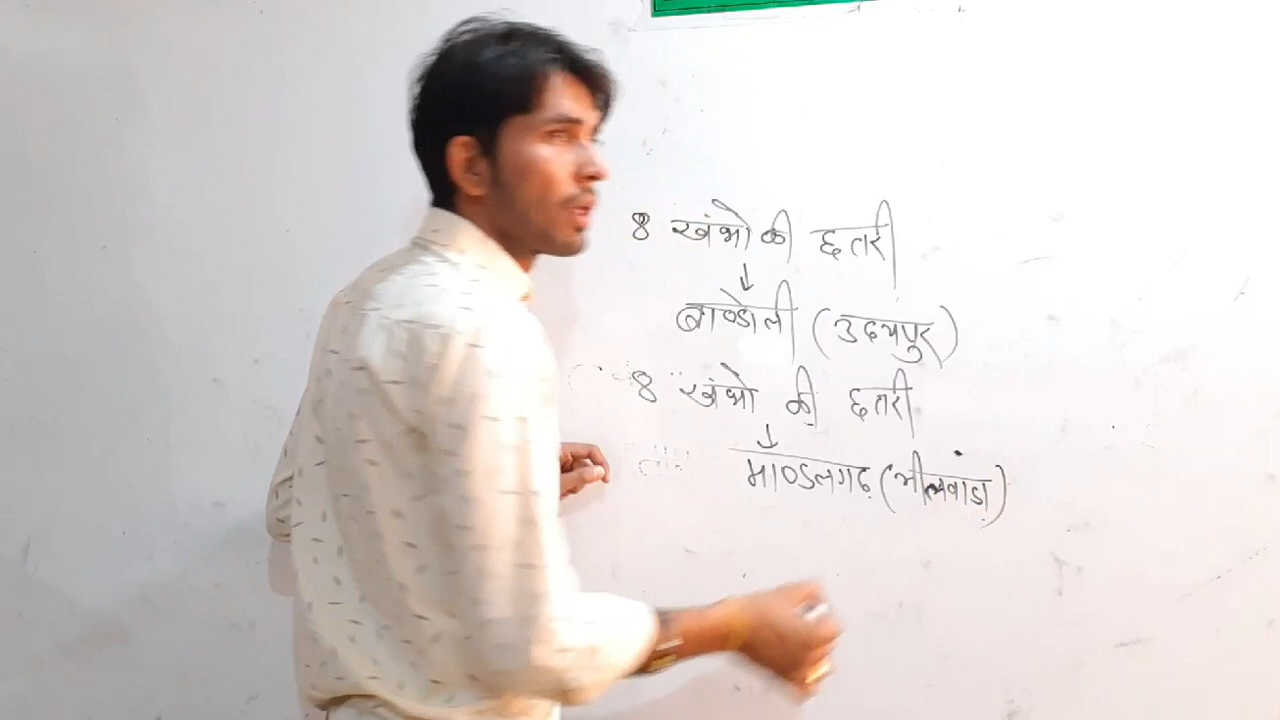 8 खंभो की छतरी
↓
बाण्डोली (उदयपुर)
8 खंभो की छतरी
↓
माण्डलगढ़ (भीलवांडा)